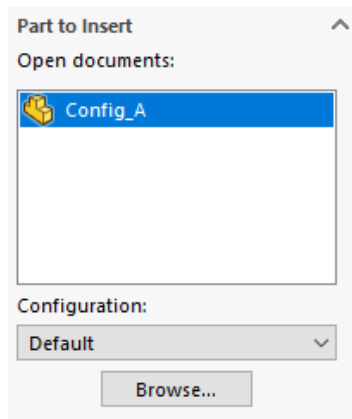 Part to Insert
Open documents:
Config_A
Configuration:
Default
Browse...